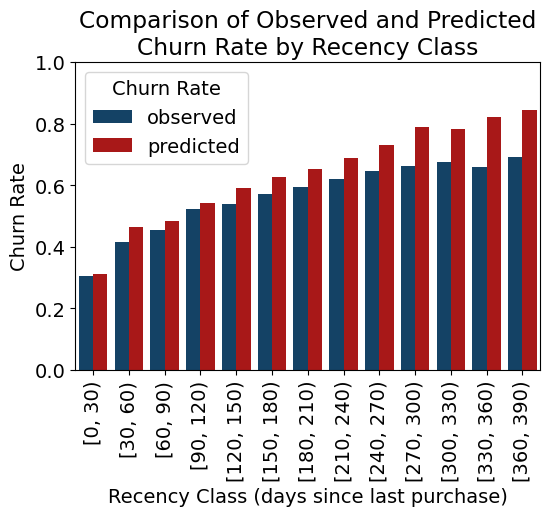 Comparison of Observed and Predicted
Churn Rate by Recency Class
Churn Rate
observed
predicted
Churn Rate
1.0
0.8
0.6
0.4
0.2
0.0
[0, 30)
[30, 60)
[60, 90)
[90, 120)
[120, 150)
[150, 180)
[180, 210)
[210, 240)
[240, 270)
[270, 300)
[300, 330)
[330, 360)
[360, 390)
Recency Class (days since last purchase)